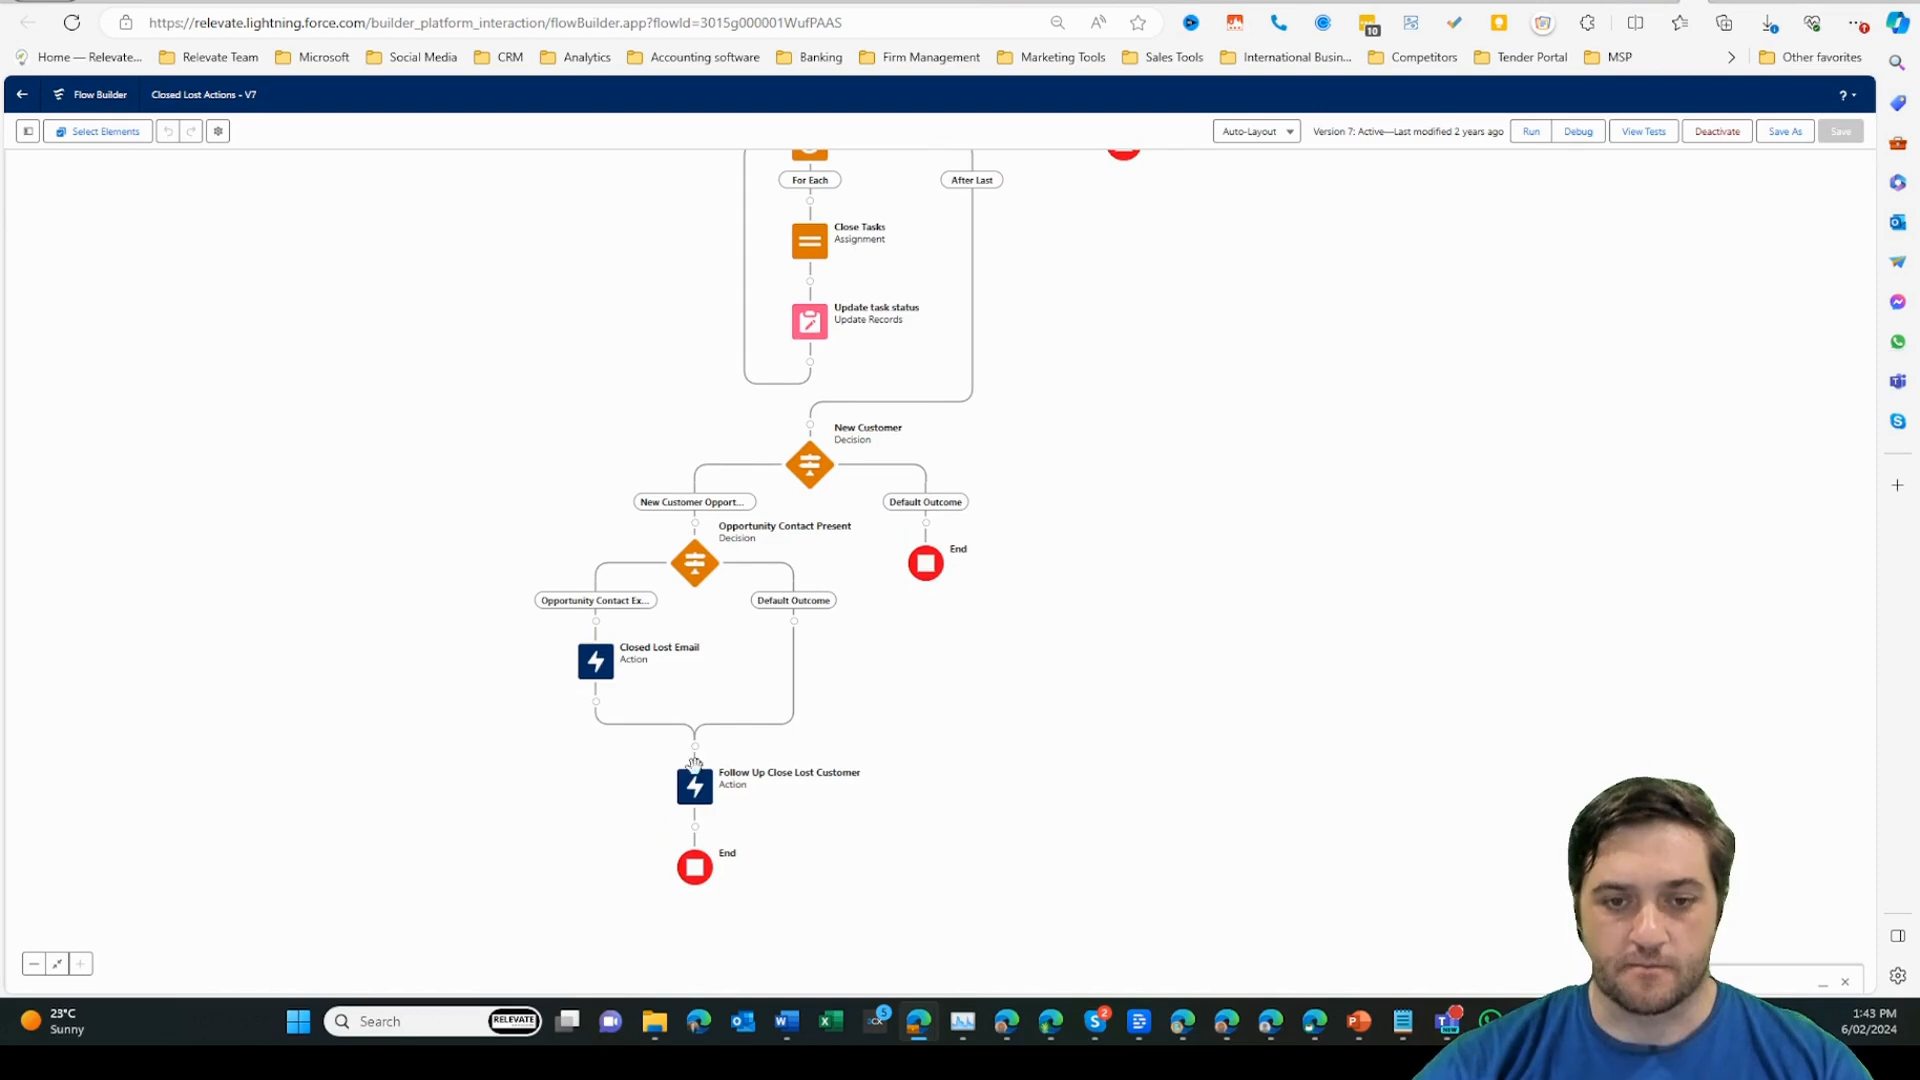 https://relevate.lightning.force.com/builder_platform_interaction/flowBuilder.app?flowId=3015g000001WufPAAS
10
Home — Relevate...
Relevate Team
Microsoft
Social Media
CRM
Analytics
Accounting software
Banking
Firm Management
Marketing Tools
Sales Tools
International Busin...
Competitors
Tender Portal
MSP
Other favorites
Flow Builder
Closed Lost Actions - V7
?
Select Elements
Auto-Layout
Version 7: Active—Last modified 2 years ago
Run
Debug
View Tests
Deactivate
Save As
Save
For Each
After Last
Close Tasks
Assignment
Update task status
Update Records
New Customer
Decision
New Customer Opport...
Default Outcome
Opportunity Contact Present
Decision
End
Opportunity Contact Ex...
Default Outcome
Closed Lost Email
Action
Follow Up Close Lost Customer
Action
End
23°C
Sunny
Search
RELEVATE
5
2
NEW
1:43 PM
6/02/2024